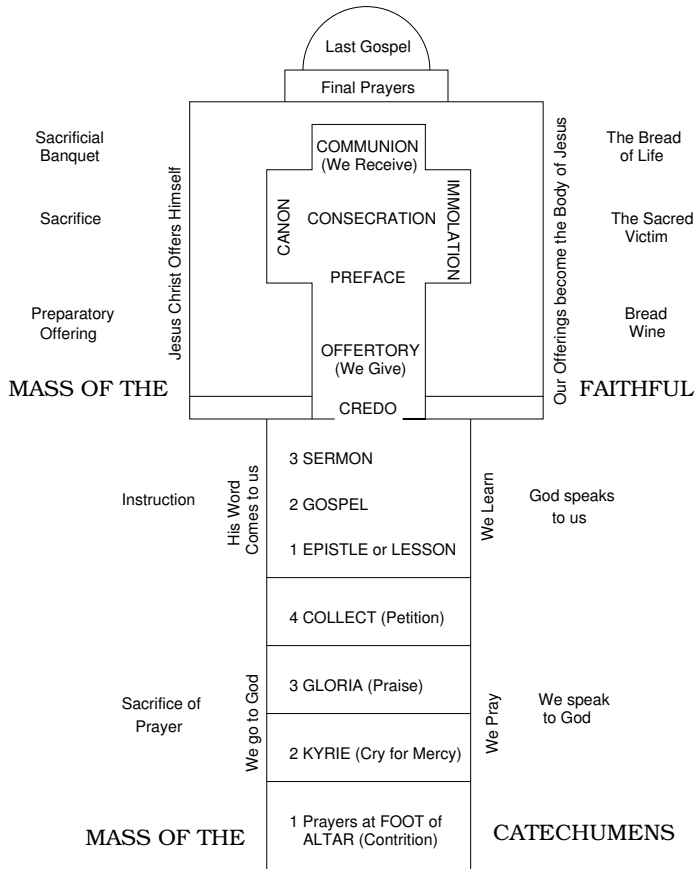 Last Gospel
Final Prayers
Sacrificial
Banquet
Jesus Christ Offers Himself
COMMUNION
(We Receive)
Our Offerings become the Body of Jesus
The Bread
of Life
Sacrifice
CANON
CONSECRATION
IMMOLATION
The Sacred
Victim
PREFACE
Preparatory
Offering
OFFERTORY
(We Give)
Bread
Wine
MASS OF THE
FAITHFUL
CREDO
Instruction
His Word
Comes to us
3 SERMON
2 GOSPEL
1 EPISTLE or LESSON
We Learn
God speaks
to us
4 COLLECT (Petition)
Sacrifice of
Prayer
We go to God
3 GLORIA (Praise)
2 KYRIE (Cry for Mercy)
We Pray
We speak
to God
MASS OF THE
1 Prayers at FOOT of
ALTAR (Contrition)
CATECHUMENS